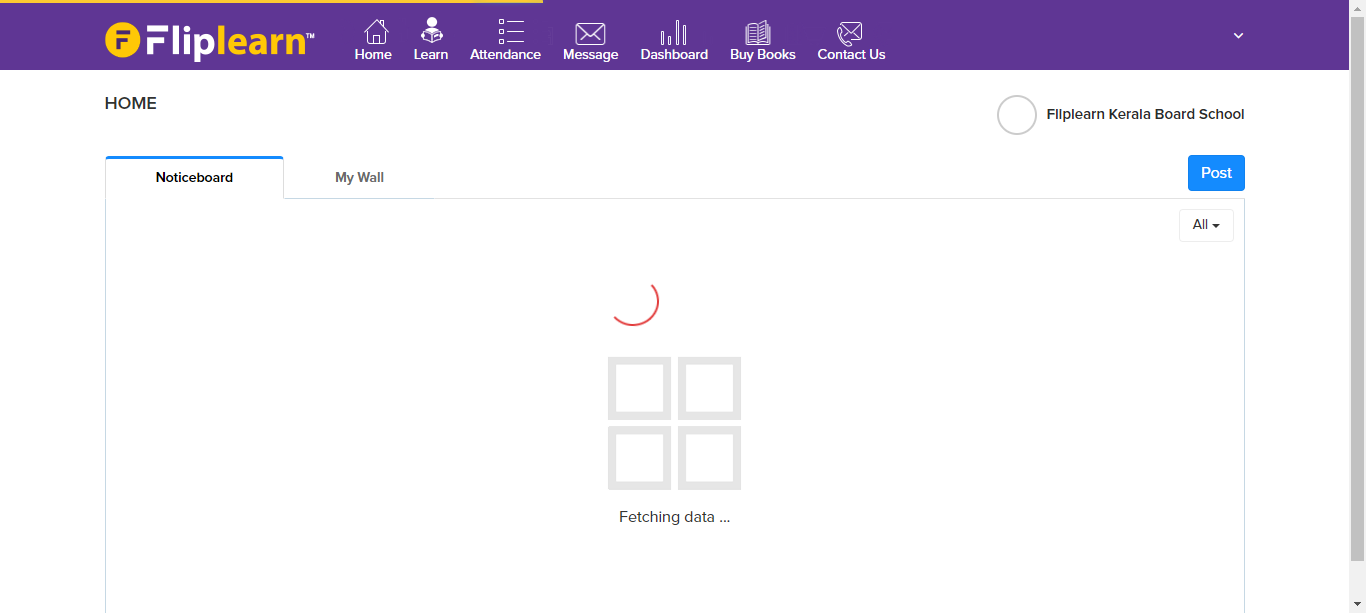 Fliplearn™
Home Learn Attendance Message Dashboard Buy Books Contact Us
HOME
Fliplearn Kerala Board School
Noticeboard My Wall
Post
All
Fetching data ...